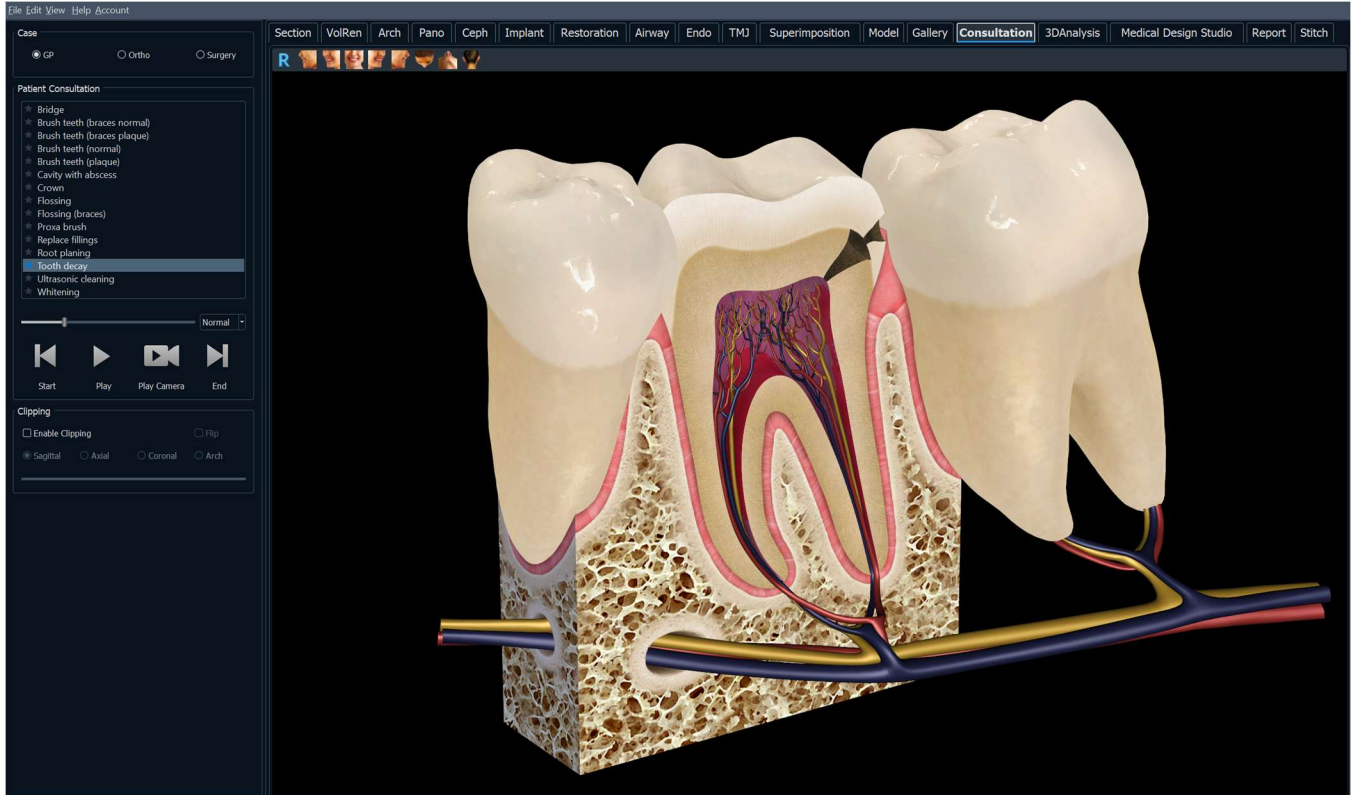 File Edit View Help Account
Case
GP Ortho Surgery
Patient Consultation
Bridge
Brush teeth (braces normal)
Brush teeth (braces plaque)
Brush teeth (normal)
Brush teeth (plaque)
Cavity with abscess
Crown
Flossing
Flossing (braces)
Proxa brush
Replace fillings
Root planing
Tooth decay
Ultrasonic cleaning
Whitening
Normal
Start Play Play Camera End
Clipping
Enable Clipping Flip
Sagittal Axial Coronal Arch
Section VolRen Arch Pano Ceph Implant Restoration Airway Endo TMJ Superimposition Model Gallery Consultation 3DAnalysis Medical Design Studio Report Stitch
R